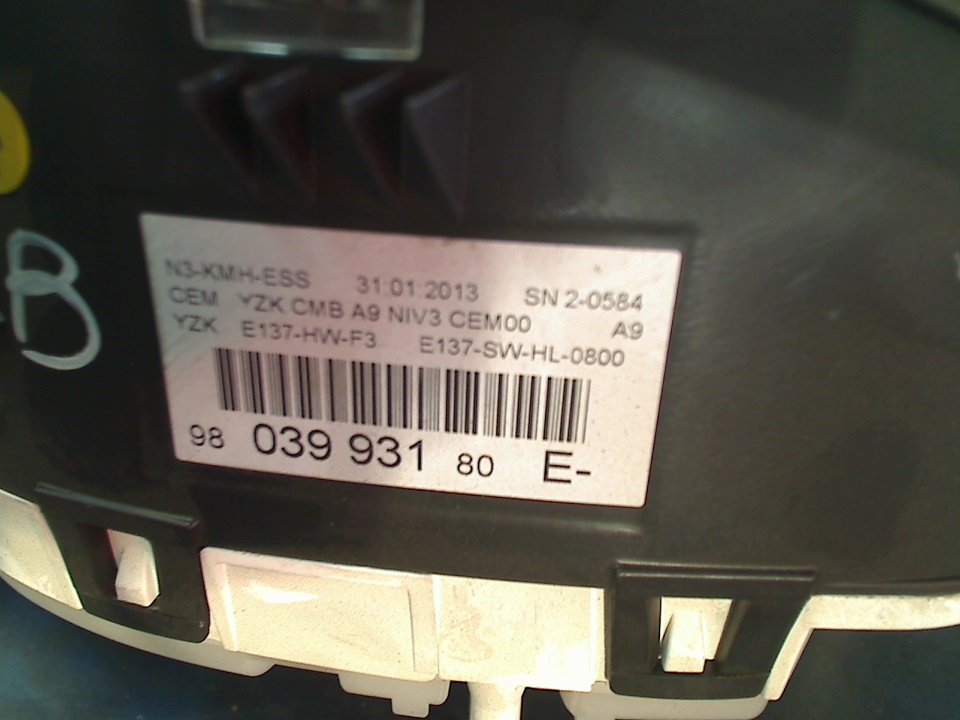 N3-KMH-ESS 31.01.2013 SN 2-0584
CEM YZK CMB A9 NIV3 CEM00 A9
YZK E137-HW-F3 E137-SW-HL-0800
98 039 931 80 E-
B